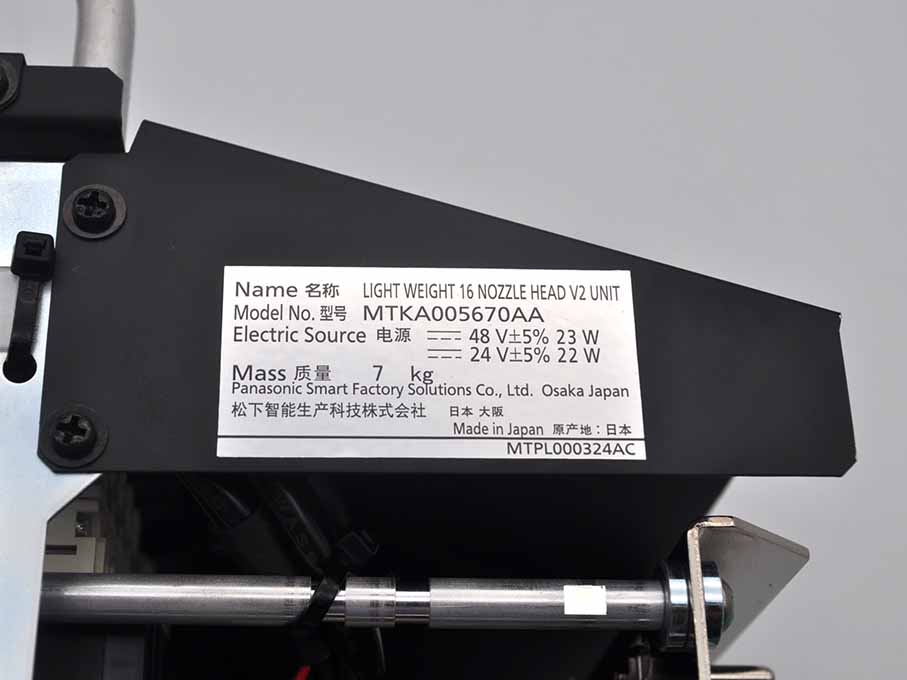 Name 名称 LIGHT WEIGHT 16 NOZZLE HEAD V2 UNIT
Model No. 型号 MTKA005670AA
Electric Source 电源 ⎓ 48 V±5% 23 W
⎓ 24 V±5% 22 W
Mass 质量 7 kg
Panasonic Smart Factory Solutions Co., Ltd. Osaka Japan
松下智能生产科技株式会社 日本 大阪
Made in Japan 原产地：日本
MTPL000324AC